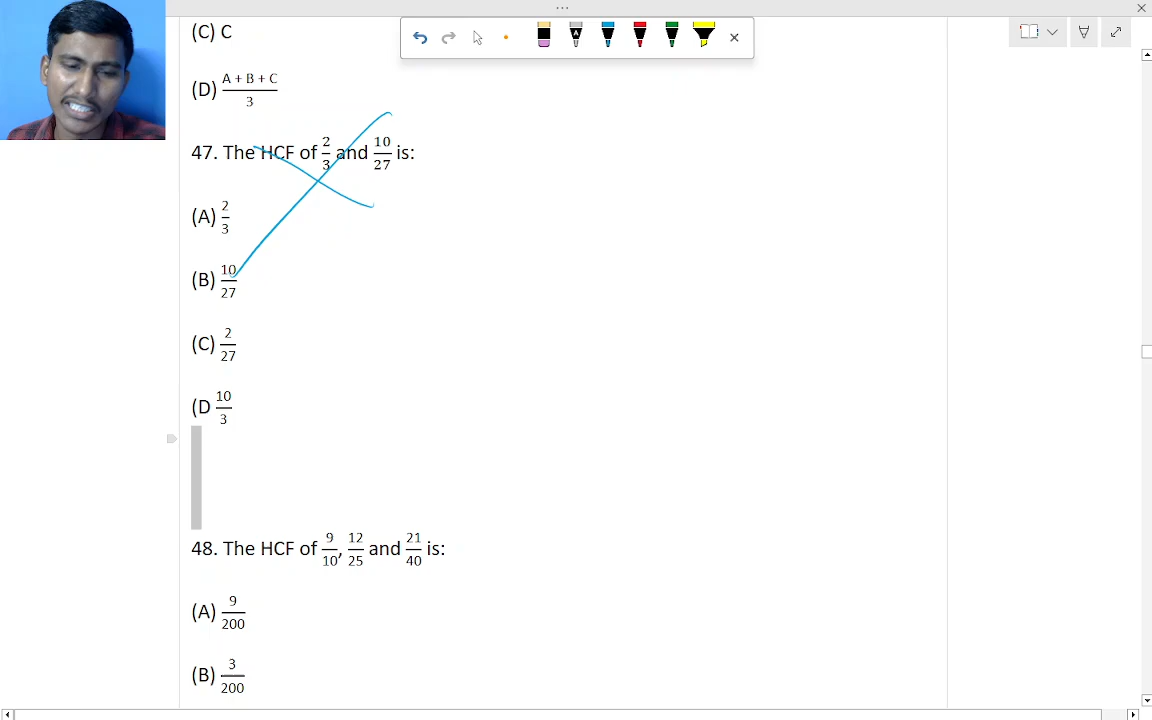 (C) C
(D) A + B + C / 3
47. The HCF of 2/3 and 10/27 is:
(A) 2/3
(B) 10/27
(C) 2/27
(D 10/3
48. The HCF of 9/10, 12/25 and 21/40 is:
(A) 9/200
(B) 3/200